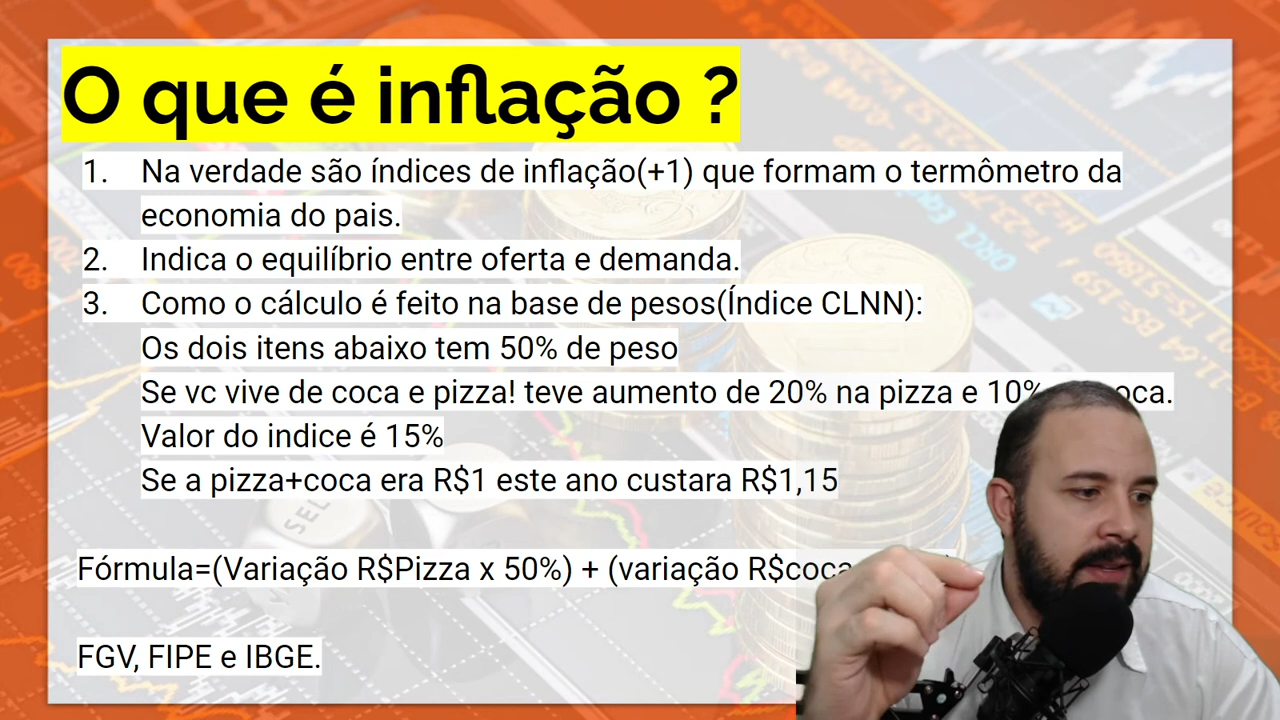 O que é inflação ?
1. Na verdade são índices de inflação(+1) que formam o termômetro da
economia do pais.
2. Indica o equilíbrio entre oferta e demanda.
3. Como o cálculo é feito na base de pesos(Índice CLNN):
Os dois itens abaixo tem 50% de peso
Se vc vive de coca e pizza! teve aumento de 20% na pizza e 10%
Valor do indice é 15%
Se a pizza+coca era R$1 este ano custara R$1,15
Fórmula=(Variação R$Pizza x 50%) + (variação R$coca
FGV, FIPE e IBGE.
SEL
ORCL